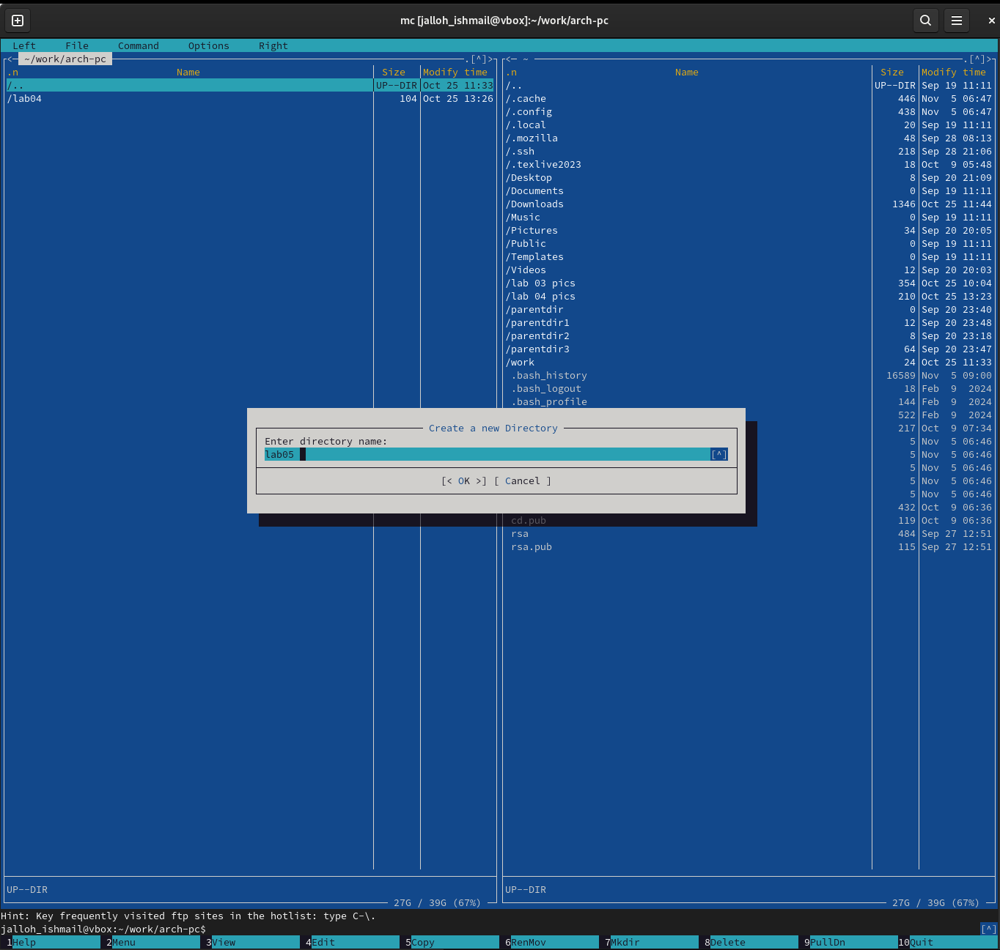 mc [jalloh_ishmail@vbox]:~/work/arch-pc
Left File Command Options Right
<─ ~/work/arch-pc .[^]>
.n Name Size Modify time
/.. UP--DIR Oct 25 11:33
/lab04 104 Oct 25 13:26
UP--DIR
27G / 39G (67%)
<─ ~ .[^]>
.n Name Size Modify time
/.. UP--DIR Sep 19 11:11
/.cache 446 Nov 5 06:47
/.config 438 Nov 5 06:47
/.local 20 Sep 19 11:11
/.mozilla 48 Sep 28 08:13
/.ssh 218 Sep 28 21:06
/.texlive2023 18 Oct 9 05:48
/Desktop 8 Sep 20 21:09
/Documents 0 Sep 19 11:11
/Downloads 1346 Oct 25 11:44
/Music 0 Sep 19 11:11
/Pictures 34 Sep 20 20:05
/Public 0 Sep 19 11:11
/Templates 0 Sep 19 11:11
/Videos 12 Sep 20 20:03
/lab 03 pics 354 Oct 25 10:04
/lab 04 pics 210 Oct 25 13:23
/parentdir 0 Sep 20 23:40
/parentdir1 12 Sep 20 23:48
/parentdir2 8 Sep 20 23:18
/parentdir3 64 Sep 20 23:47
/work 24 Oct 25 11:33
.bash_history 16589 Nov 5 09:00
.bash_logout 18 Feb 9 2024
.bash_profile 144 Feb 9 2024
522 Feb 9 2024
217 Oct 9 07:34
5 Nov 5 06:46
5 Nov 5 06:46
5 Nov 5 06:46
5 Nov 5 06:46
5 Nov 5 06:46
432 Oct 9 06:36
cd.pub 119 Oct 9 06:36
rsa 484 Sep 27 12:51
rsa.pub 115 Sep 27 12:51
UP--DIR
27G / 39G (67%)
Create a new Directory
Enter directory name:
lab05 [^]
[< OK >] [ Cancel ]
Hint: Key frequently visited ftp sites in the hotlist: type C-\.
jalloh_ishmail@vbox:~/work/arch-pc$ [^]
1Help 2Menu 3View 4Edit 5Copy 6RenMov 7Mkdir 8Delete 9PullDn 10Quit